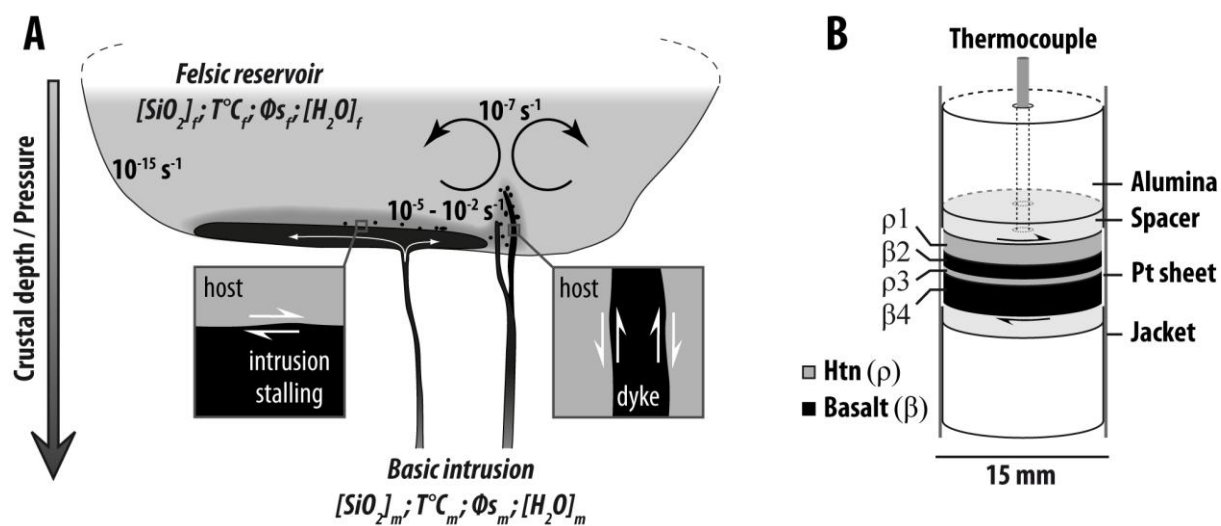 A
Felsic reservoir
[SiO₂]f; T°Cf; Φsf; [H₂O]f
10⁻⁷ s⁻¹
10⁻¹⁵ s⁻¹
10⁻⁵ - 10⁻² s⁻¹
Crustal depth / Pressure
host
intrusion
stalling
host
dyke
Basic intrusion
[SiO₂]m; T°Cm; Φsm; [H₂O]m
B
Thermocouple
Alumina
Spacer
ρ1
β2
ρ3
β4
Pt sheet
Jacket
Htn (ρ)
Basalt (β)
15 mm